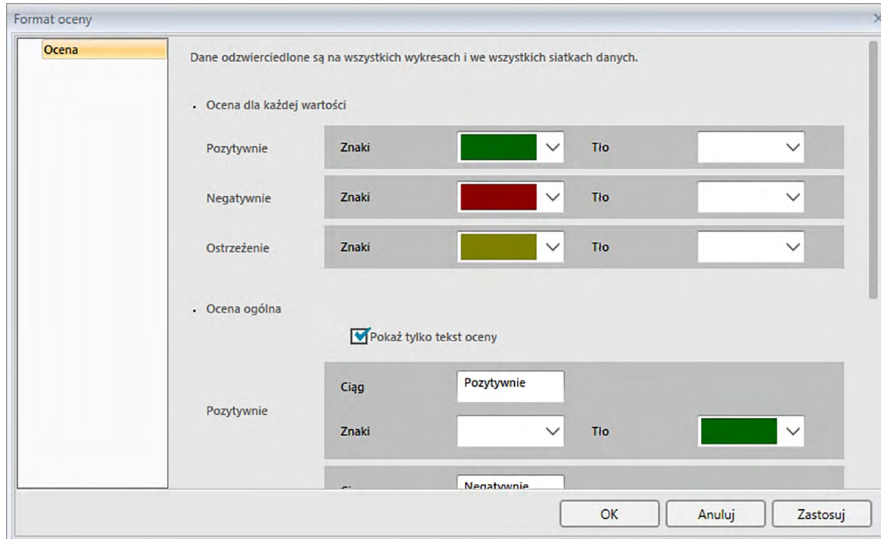 Format oceny
Ocena
Dane odzwierciedlone są na wszystkich wykresach i we wszystkich siatkach danych.
• Ocena dla każdej wartości
Pozytywnie Znaki Tło
Negatywnie Znaki Tło
Ostrzeżenie Znaki Tło
• Ocena ogólna
Pokaż tylko tekst oceny
Ciąg Pozytywnie
Pozytywnie
Znaki Tło
Ciąg Negatywnie
OK Anuluj Zastosuj